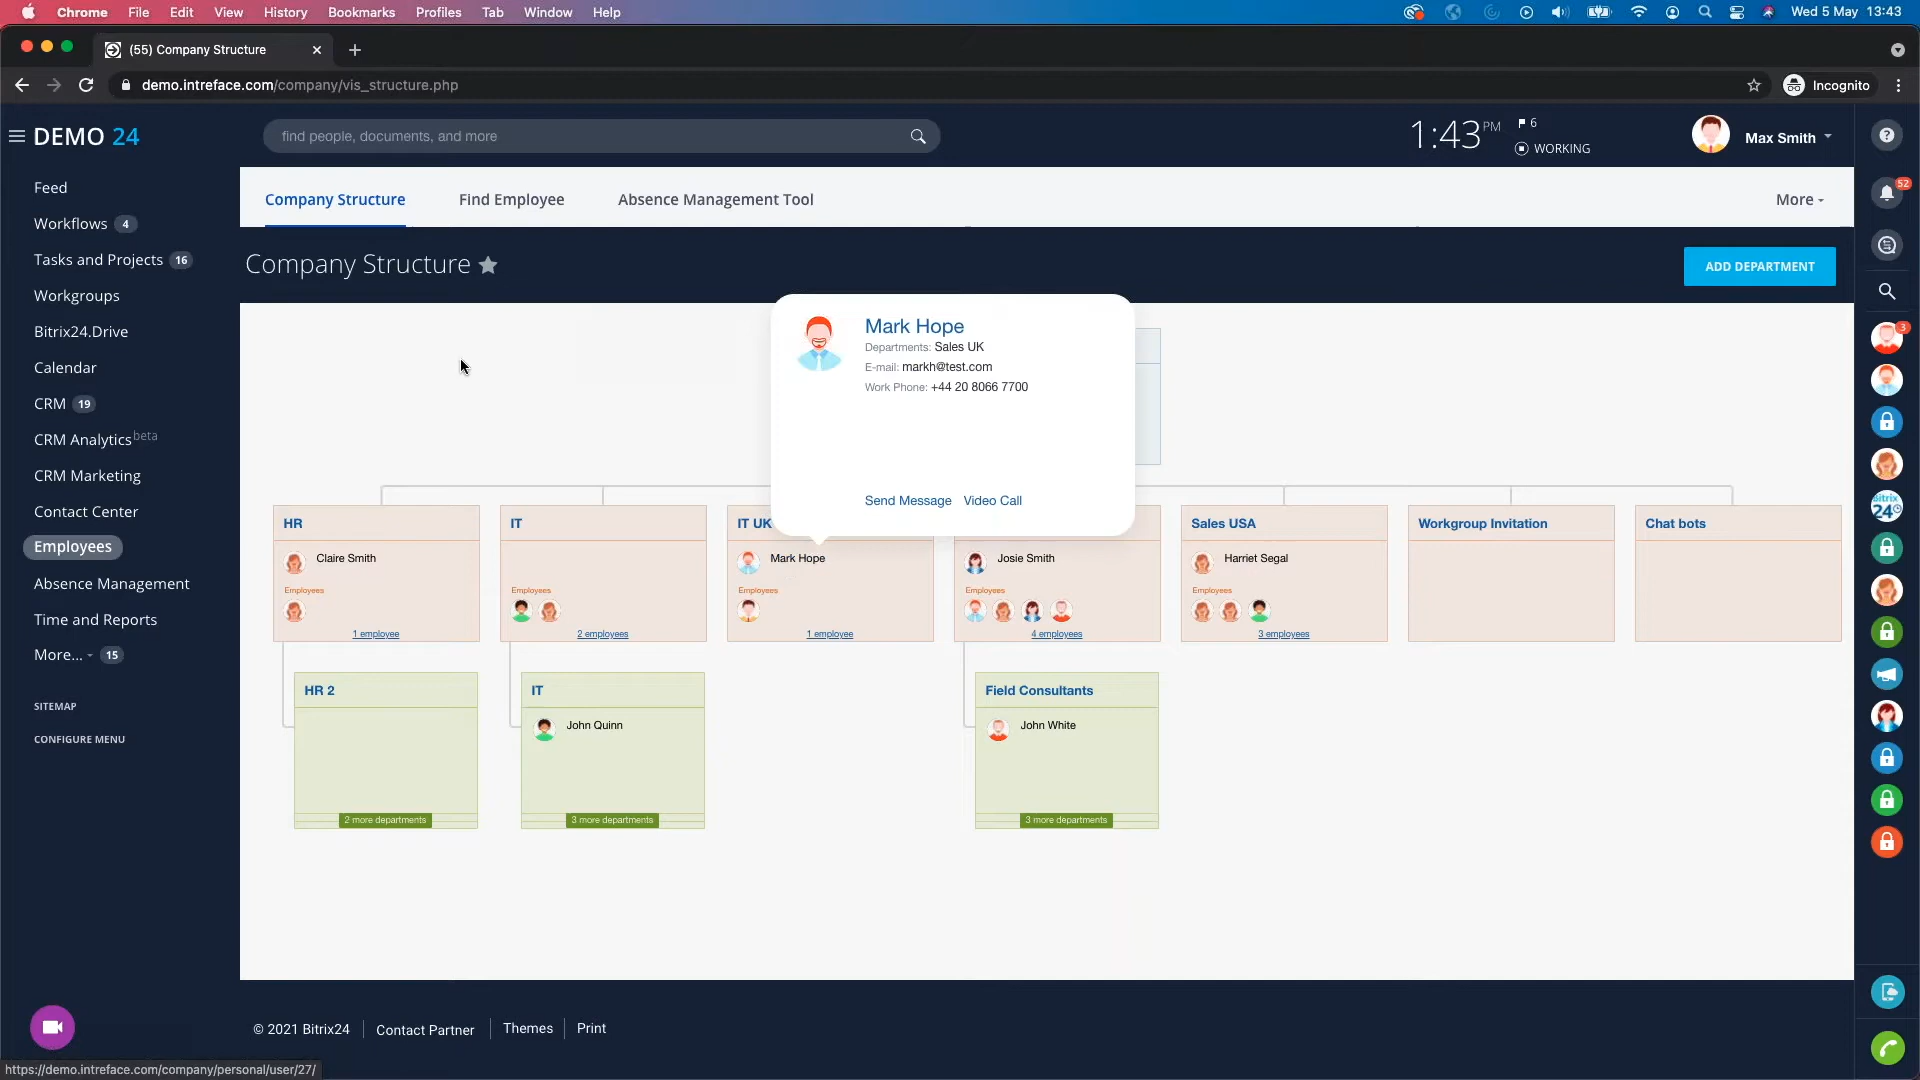 Chrome File Edit View History Bookmarks Profiles Tab Window Help
Wed 5 May 13:43
(55) Company Structure
demo.intreface.com/company/vis_structure.php
Incognito
DEMO 24
find people, documents, and more
1:43 PM
6
WORKING
Max Smith
52
Feed
Workflows 4
Tasks and Projects 16
Workgroups
Bitrix24.Drive
Calendar
CRM 19
CRM Analytics beta
CRM Marketing
Contact Center
Employees
Absence Management
Time and Reports
More... 15
SITEMAP
CONFIGURE MENU
Company Structure Find Employee Absence Management Tool More
Company Structure
ADD DEPARTMENT
Mark Hope
Departments: Sales UK
E-mail: markh@test.com
Work Phone: +44 20 8066 7700
Send Message Video Call
HR
Claire Smith
Employees
1 employee
IT
Employees
2 employees
IT UK
Mark Hope
Employees
1 employee
Josie Smith
Employees
4 employees
Sales USA
Harriet Segal
Employees
3 employees
Workgroup Invitation
Chat bots
HR 2
2 more departments
IT
John Quinn
3 more departments
Field Consultants
John White
3 more departments
3
Bitrix
24
© 2021 Bitrix24 Contact Partner Themes Print
https://demo.intreface.com/company/personal/user/27/